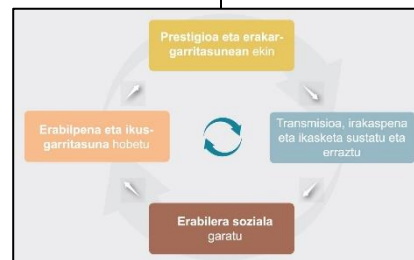 Prestigioa eta erakar-
garritasunean ekin
Erabilpena eta ikus-
garritasuna hobetu
Transmisioa, irakaspena
eta ikasketa sustatu eta
erraztu
Erabilera soziala
garatu